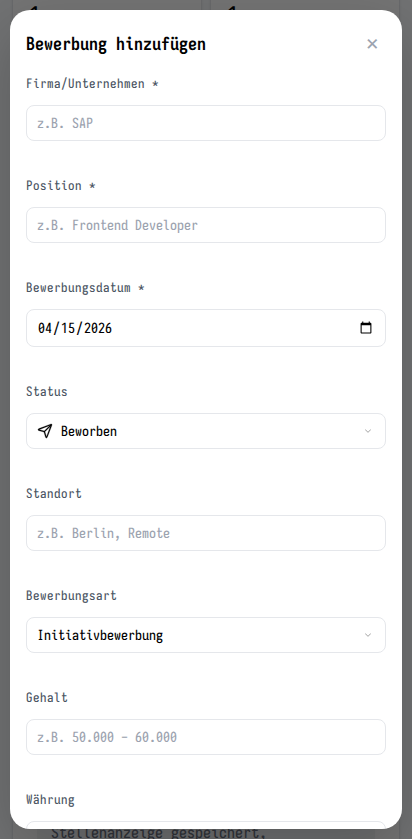 Bewerbung hinzufügen
Firma/Unternehmen *
z.B. SAP
Position *
z.B. Frontend Developer
Bewerbungsdatum *
04/15/2026
Status
Beworben
Standort
z.B. Berlin, Remote
Bewerbungsart
Initiativbewerbung
Gehalt
z.B. 50.000 - 60.000
Währung
Stellenanzeige gespeichert,